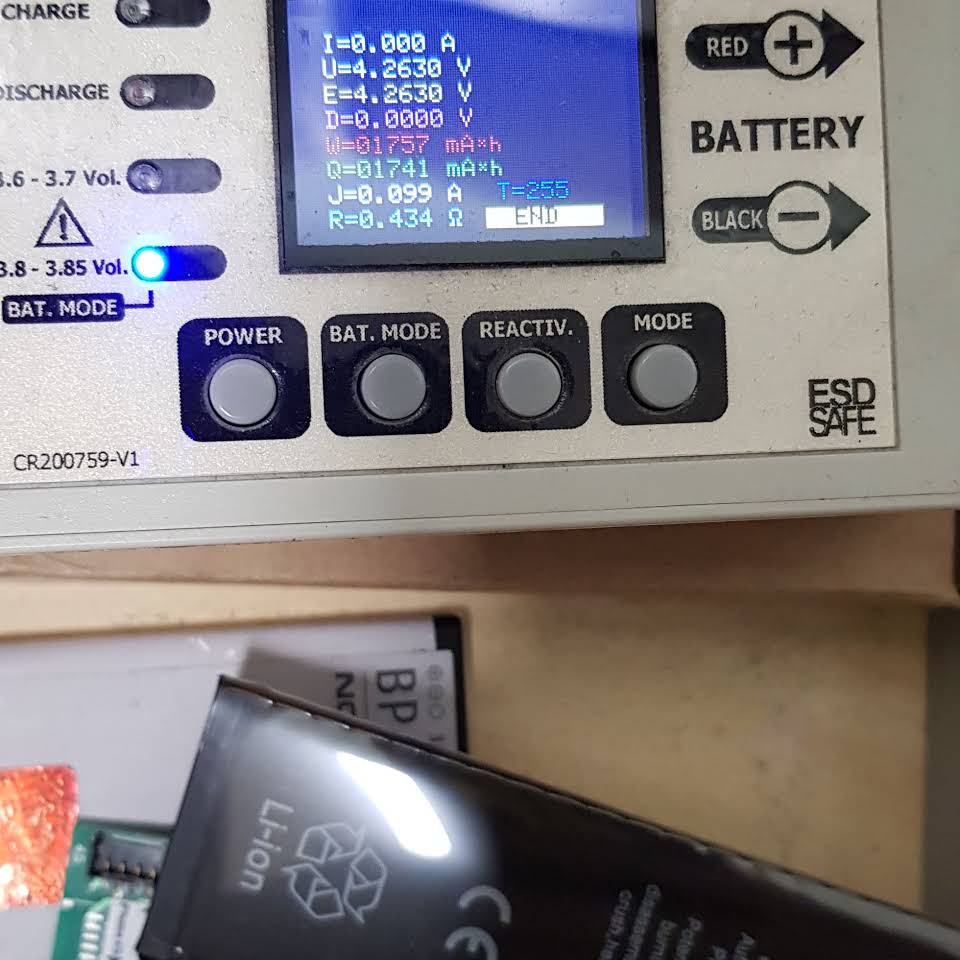 CHARGE
DISCHARGE
3.6 - 3.7 Vol.
3.8 - 3.85 Vol.
BAT. MODE
I=0.000 A
U=4.2630 V
E=4.2630 V
D=0.0000 V
W=01757 mA*h
Q=01741 mA*h
J=0.099 A T=255
R=0.434 Ω END
RED +
BATTERY
BLACK −
POWER
BAT. MODE
REACTIV.
MODE
ESD
SAFE
CR200759-V1
BP
Li-ion
CE